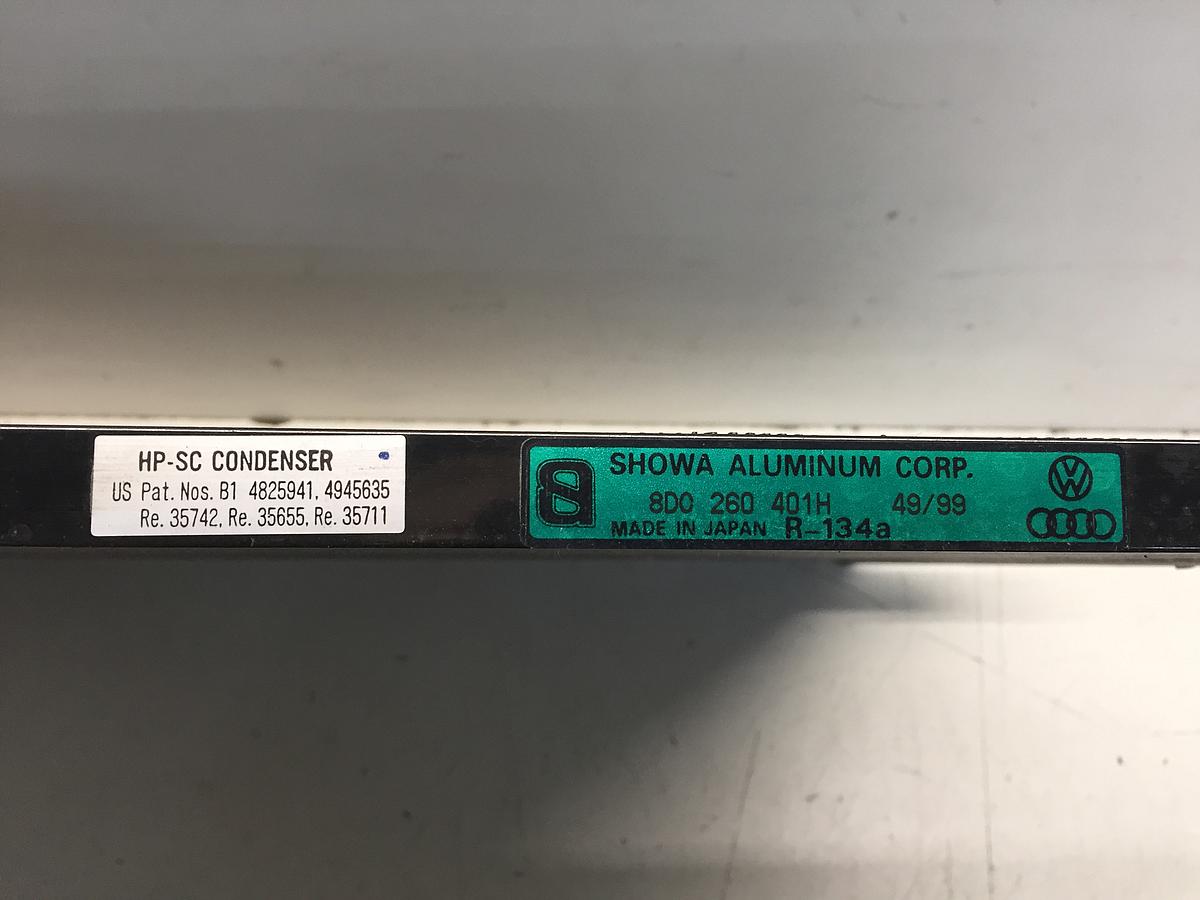 HP-SC CONDENSER
US Pat. Nos. B1 4825941, 4945635
Re. 35742, Re. 35655, Re. 35711
SHOWA ALUMINUM CORP.
8D0 260 401H 49/99
MADE IN JAPAN R-134a